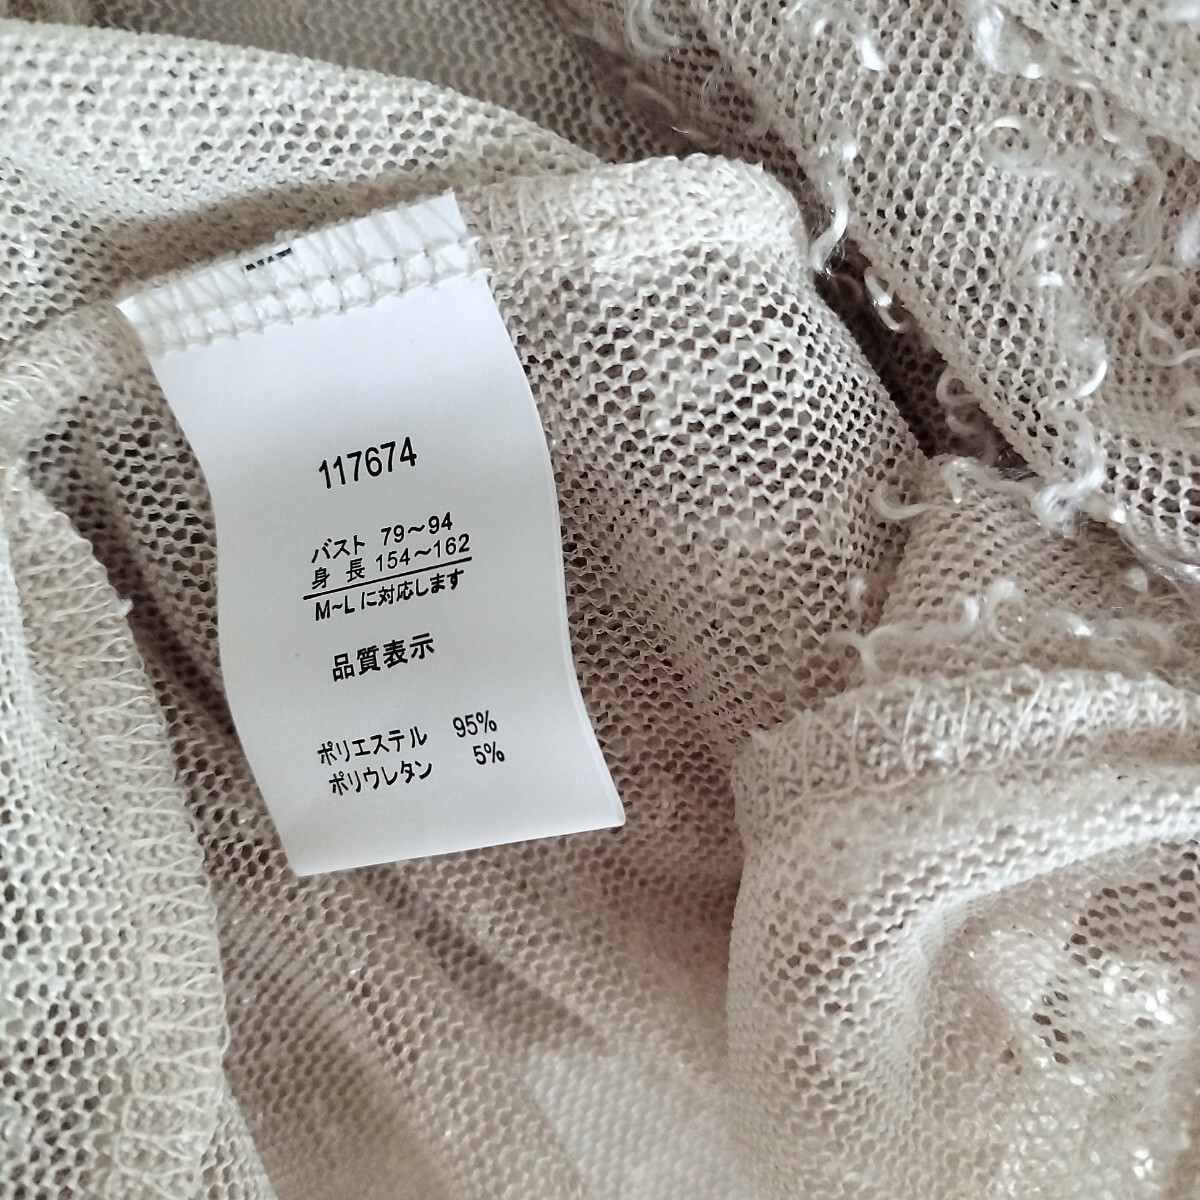 117674
バスト 79～94
身 長 154～162
M~Lに対応します
品質表示
ポリエステル 95%
ポリウレタン 5%